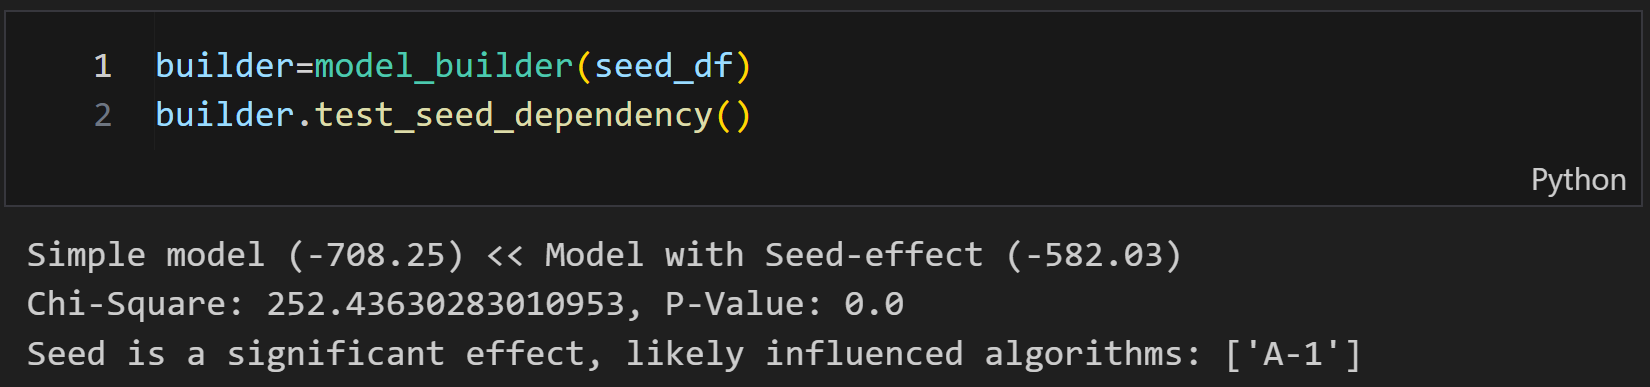 1 builder=model_builder(seed_df)
2 builder.test_seed_dependency()
Python
Simple model (-708.25) << Model with Seed-effect (-582.03)
Chi-Square: 252.43630283010953, P-Value: 0.0
Seed is a significant effect, likely influenced algorithms: ['A-1']